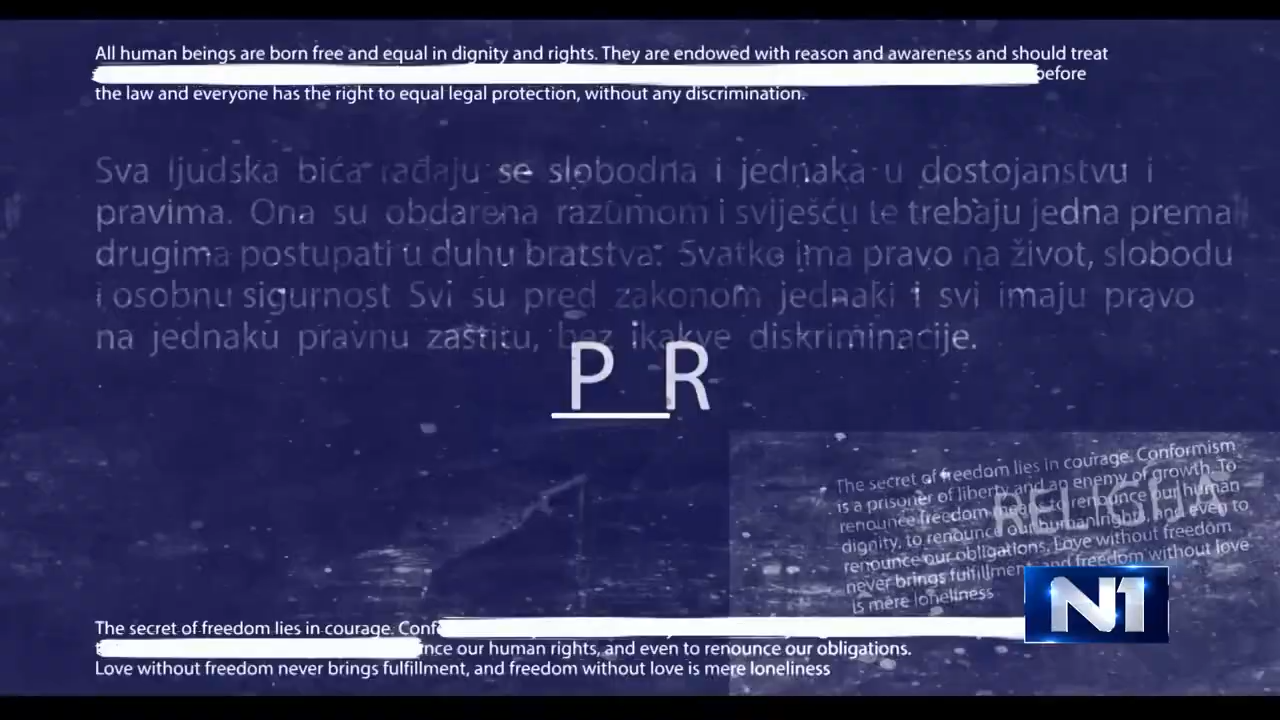 All human beings are born free and equal in dignity and rights. They are endowed with reason and awareness and should treat
before
the law and everyone has the right to equal legal protection, without any discrimination.
Sva ljudska bića rađaju se slobodna i jednaka u dostojanstvu i
pravima. Ona su obdarena razumom i sviješću te trebaju jedna prema
drugima postupati u duhu bratstva. Svatko ima pravo na život, slobodu
i osobnu sigurnost Svi su pred zakonom jednaki i svi imaju pravo
na jednaku pravnu zaštitu, bez ikakve diskriminacije.
P R
The secret of freedom lies in courage. Conformism
is a prisoner of liberty and an enemy of growth. To
renounce freedom means to renounce our human
dignity, to renounce our human rights, and even to
renounce our obligations. Love without freedom
never brings fulfillment, and freedom without love
is mere loneliness
RELIGIJA
N1
The secret of freedom lies in courage.
our human rights, and even to renounce our obligations.
Love without freedom never brings fulfillment, and freedom without love is mere loneliness